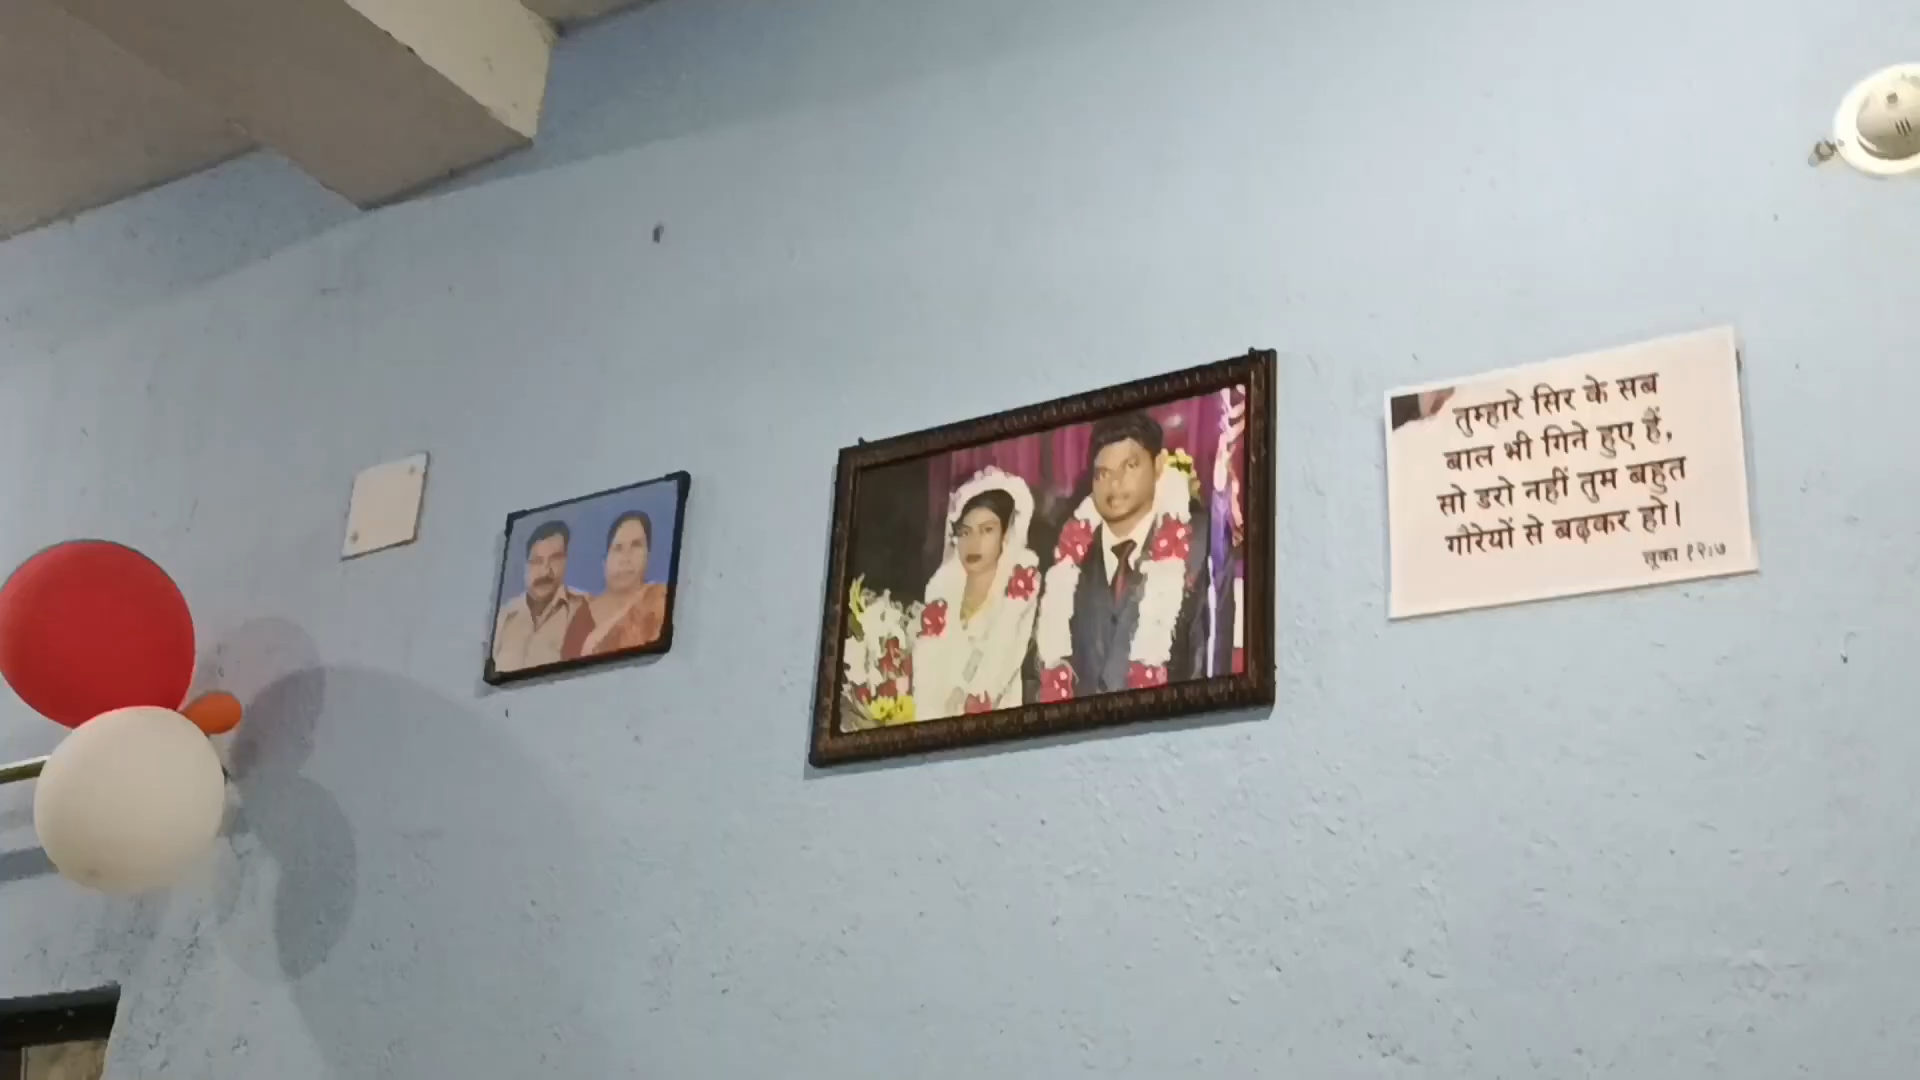 तुम्हारे सिर के सब
बाल भी गिने हुए हैं,
सो डरो नहीं तुम बहुत
गौरेयों से बढ़कर हो।
लूका १२:७